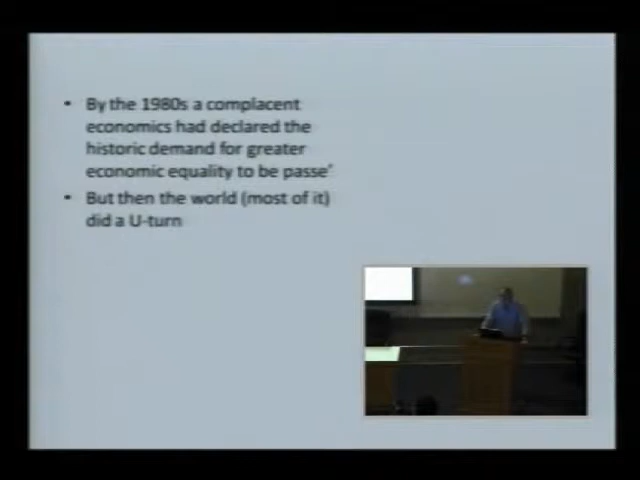 • By the 1980s a complacent
economics had declared the
historic demand for greater
economic equality to be passe'
• But then the world (most of it)
did a U-turn